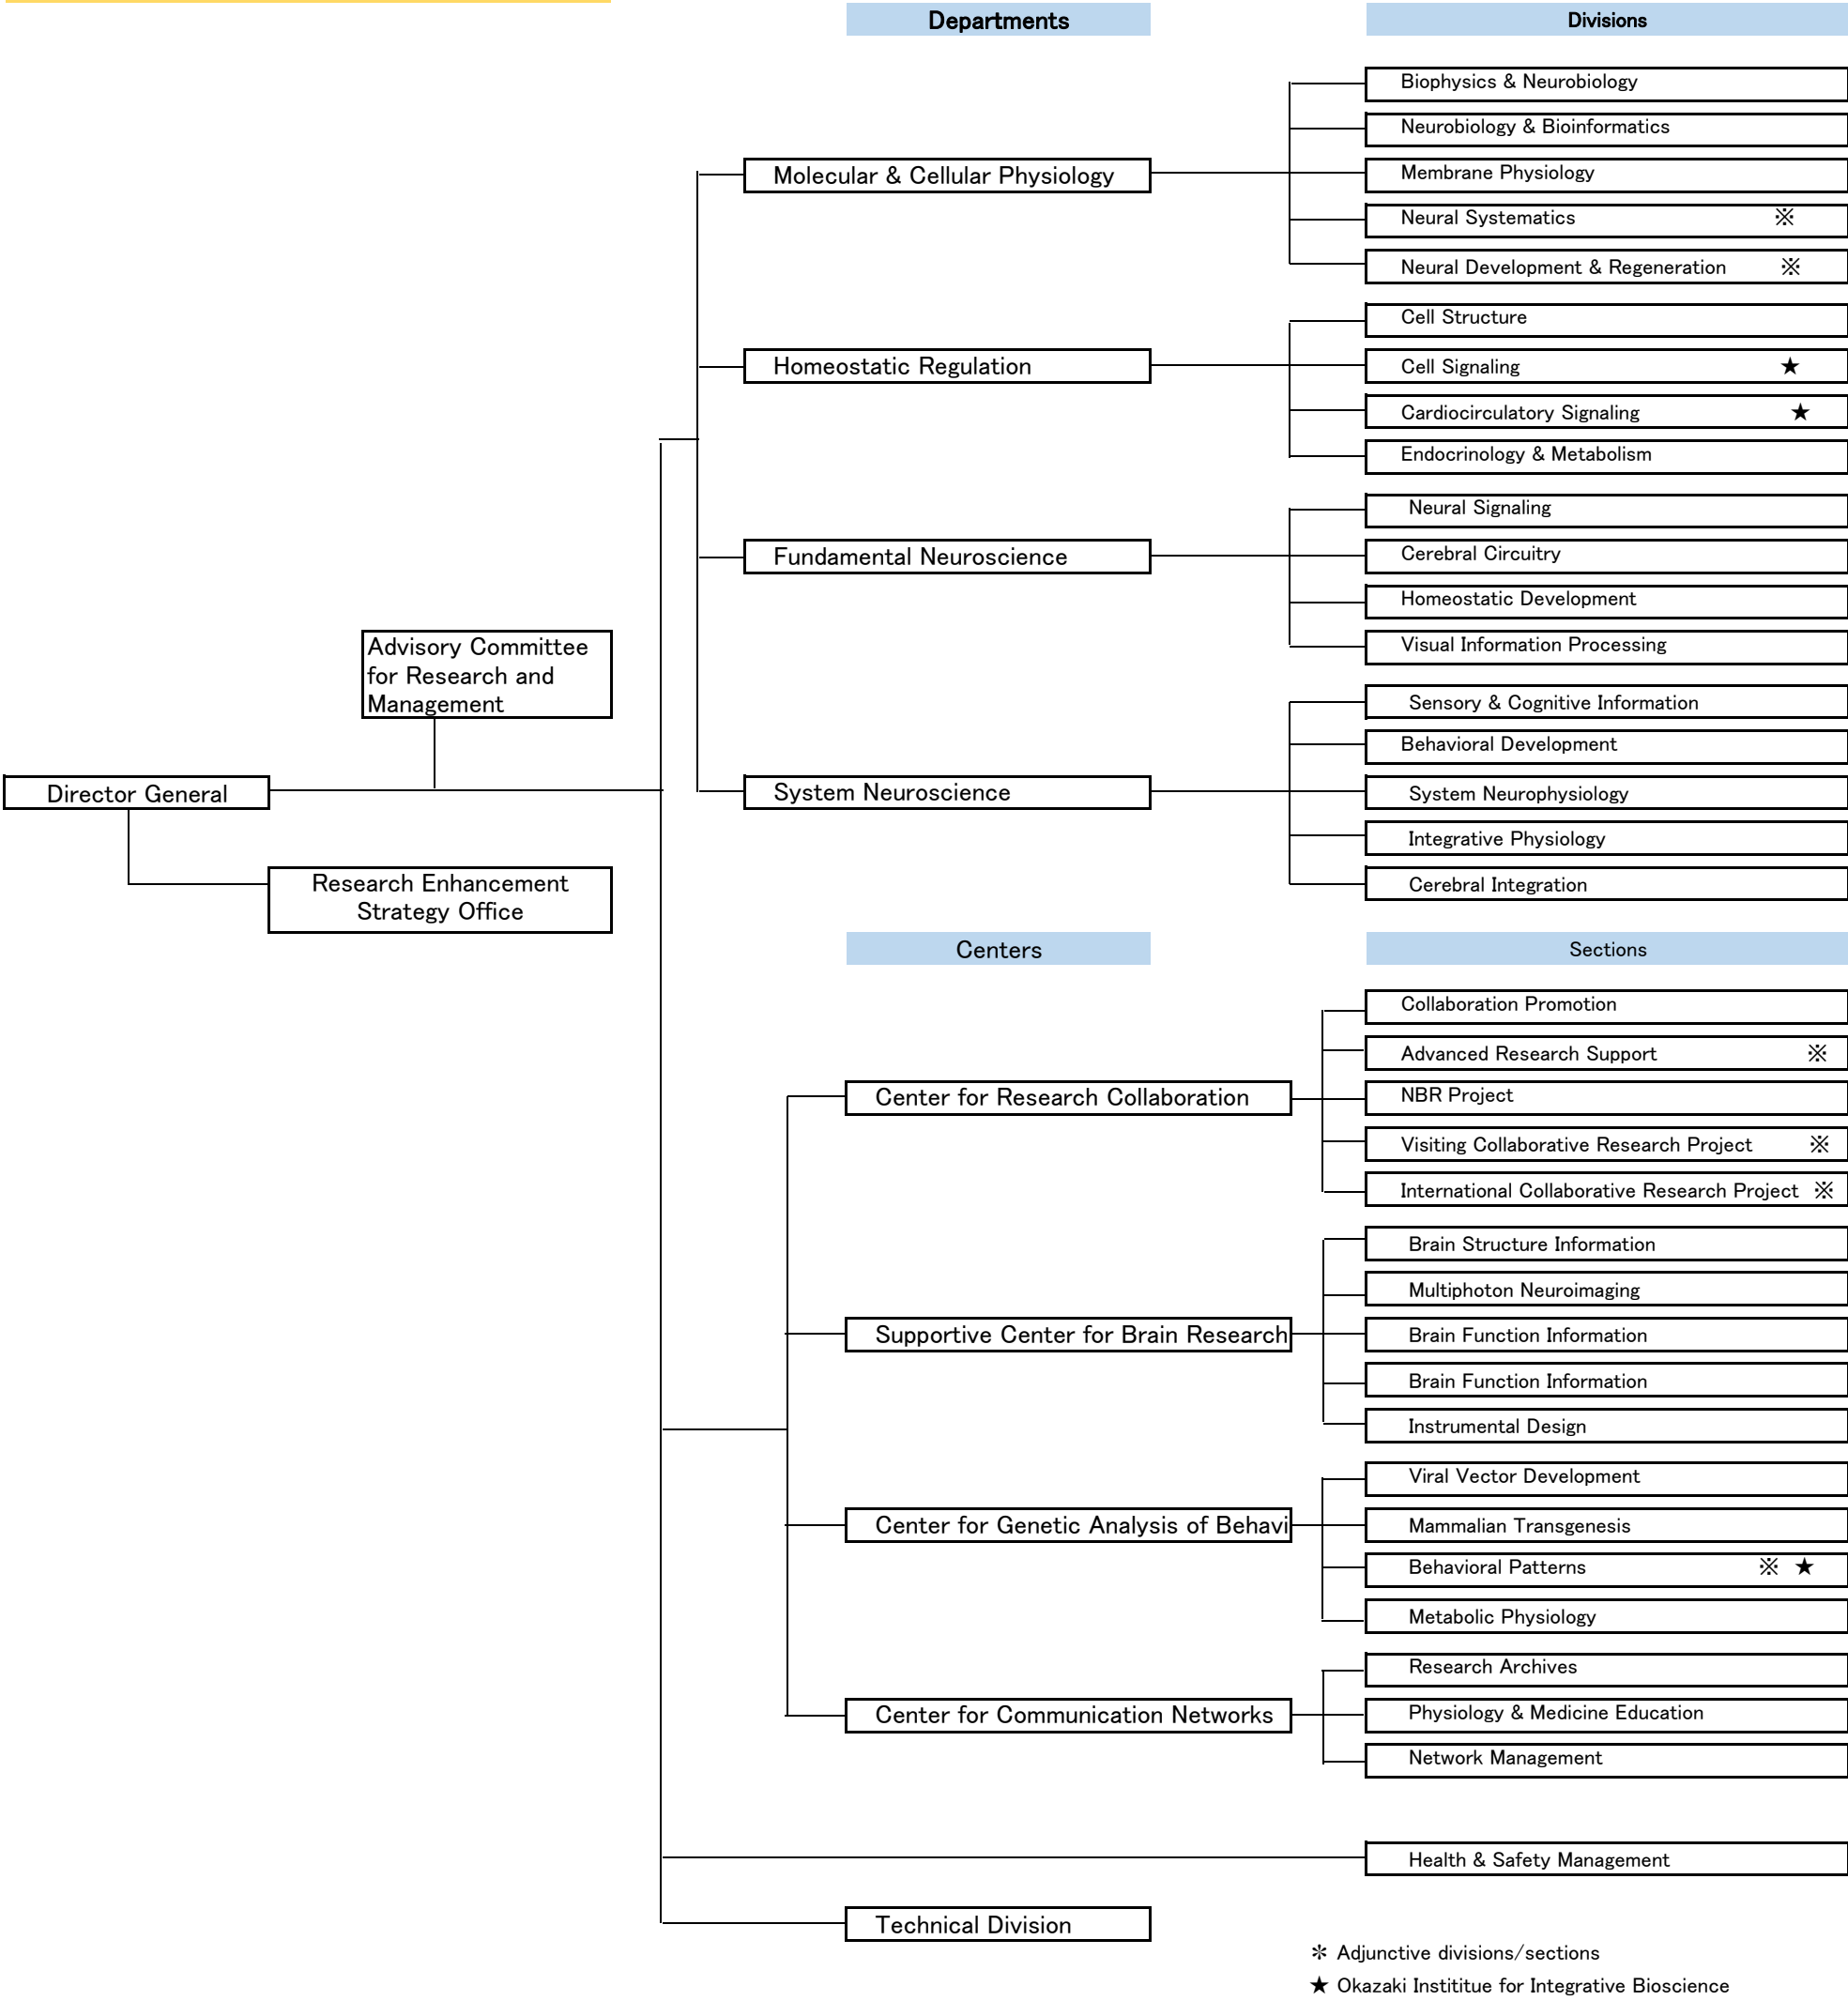 Departments
Divisions
Biophysics & Neurobiology
Neurobiology & Bioinformatics
Molecular & Cellular Physiology
Membrane Physiology
Neural Systematics ※
Neural Development & Regeneration ※
Cell Structure
Homeostatic Regulation
Cell Signaling ★
Cardiocirculatory Signaling ★
Endocrinology & Metabolism
Neural Signaling
Fundamental Neuroscience
Cerebral Circuitry
Homeostatic Development
Visual Information Processing
Advisory Committee
for Research and
Management
Sensory & Cognitive Information
Behavioral Development
Director General
System Neuroscience
System Neurophysiology
Integrative Physiology
Cerebral Integration
Research Enhancement
Strategy Office
Centers
Sections
Collaboration Promotion
Advanced Research Support ※
Center for Research Collaboration
NBR Project
Visiting Collaborative Research Project ※
International Collaborative Research Project ※
Brain Structure Information
Multiphoton Neuroimaging
Supportive Center for Brain Research
Brain Function Information
Brain Function Information
Instrumental Design
Viral Vector Development
Center for Genetic Analysis of Behavi
Mammalian Transgenesis
Behavioral Patterns ※ ★
Metabolic Physiology
Research Archives
Center for Communication Networks
Physiology & Medicine Education
Network Management
Health & Safety Management
Technical Division
✻ Adjunctive divisions/sections
★ Okazaki Instititue for Integrative Bioscience